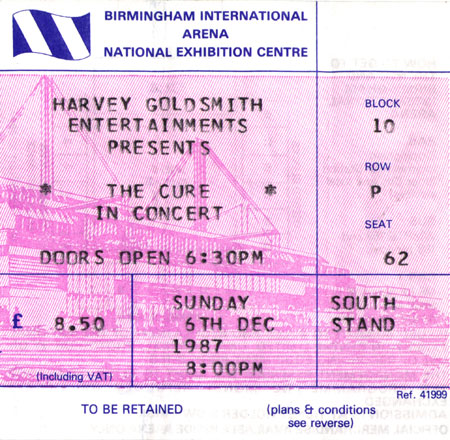 BIRMINGHAM INTERNATIONAL
ARENA
NATIONAL EXHIBITION CENTRE
HARVEY GOLDSMITH
ENTERTAINMENTS
PRESENTS
* THE CURE *
IN CONCERT
DOORS OPEN 6:30PM
BLOCK
10
ROW
P
SEAT
62
£ 8.50
(Including VAT)
SUNDAY
6TH DEC
1987
8:00PM
SOUTH
STAND
Ref. 41999
TO BE RETAINED (plans & conditions
see reverse)